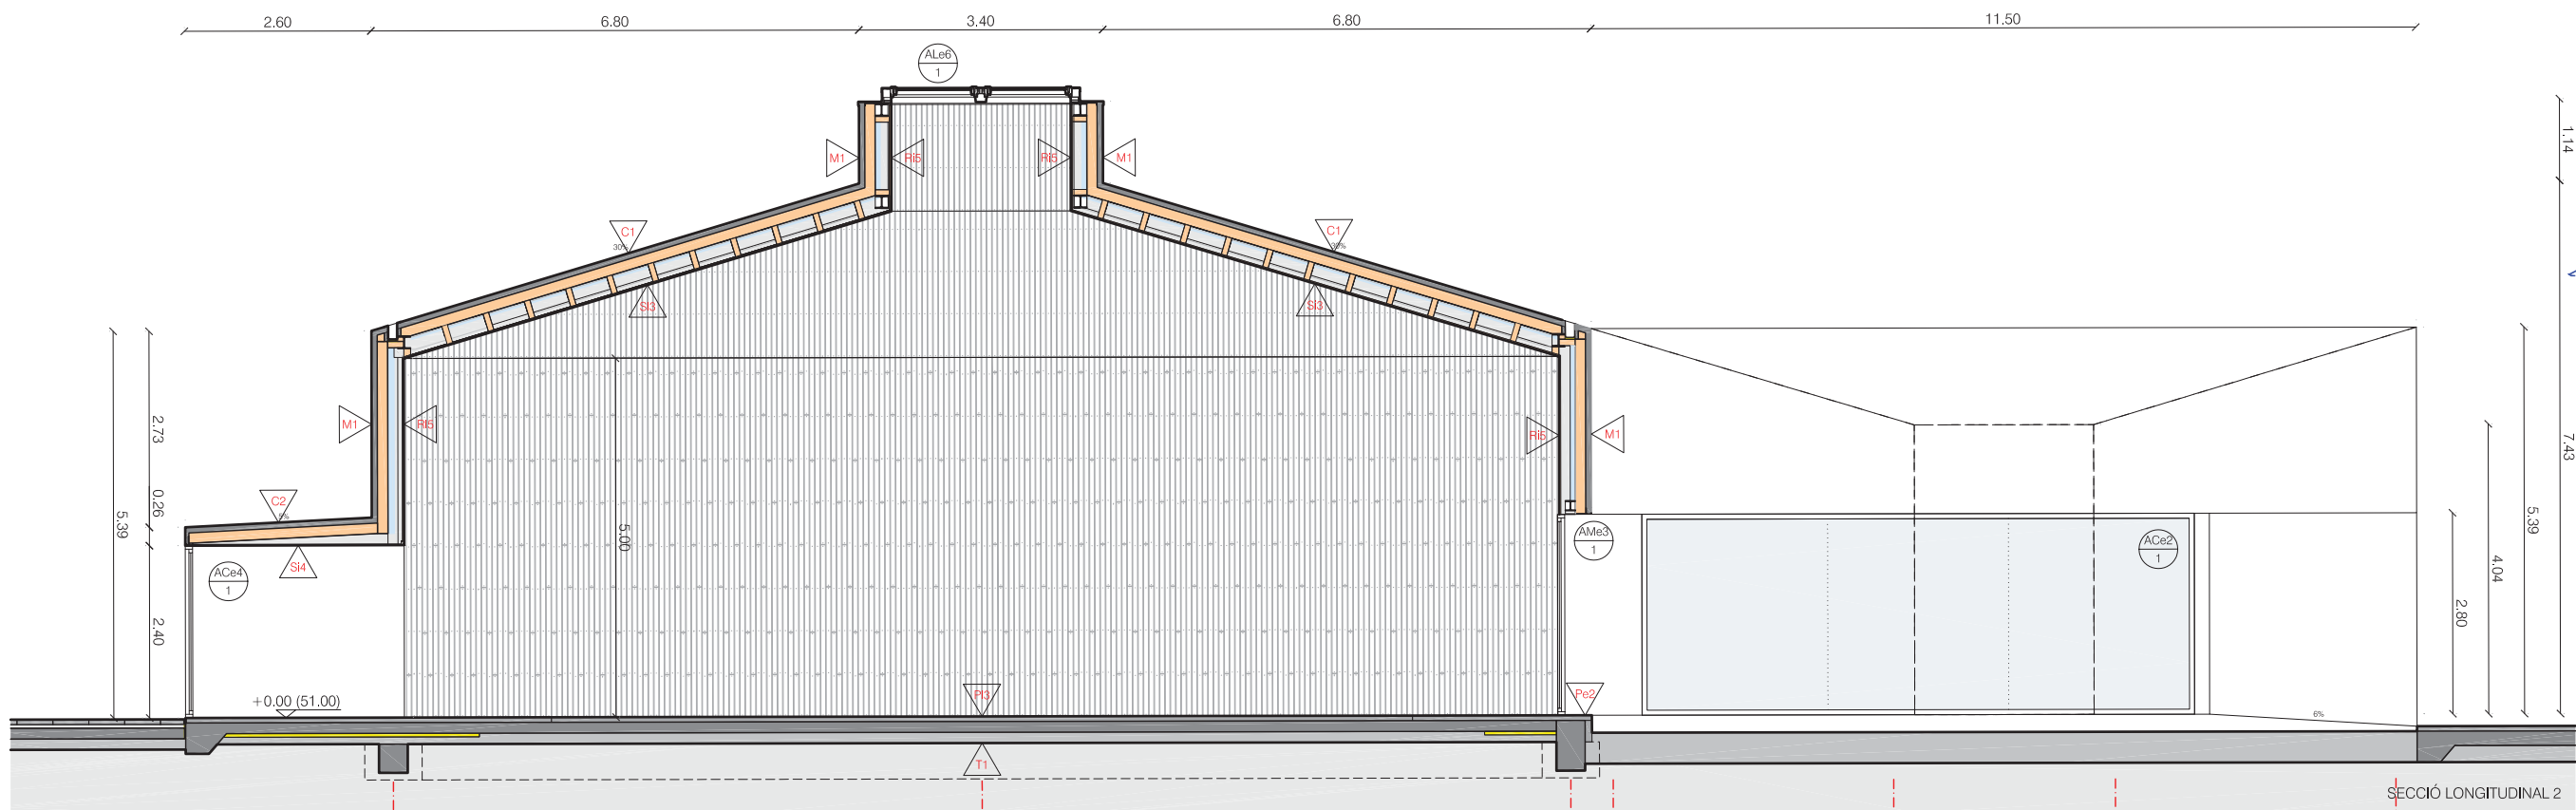 2.60
6.80
3.40
6.80
11.50
ALe6
1
1.14
M1
Ri5
Ri5
M1
C1
30%
C1
30%
Si3
Si3
7.43
M1
Ri5
Ri5
M1
2.73
0.26
5.39
2.40
C2
5%
Si4
ACe4
1
5.00
AMe3
1
ACe2
1
5.39
4.04
2.80
+0.00 (51.00)
Pi3
Pe2
6%
T1
SECCIÓ LONGITUDINAL 2